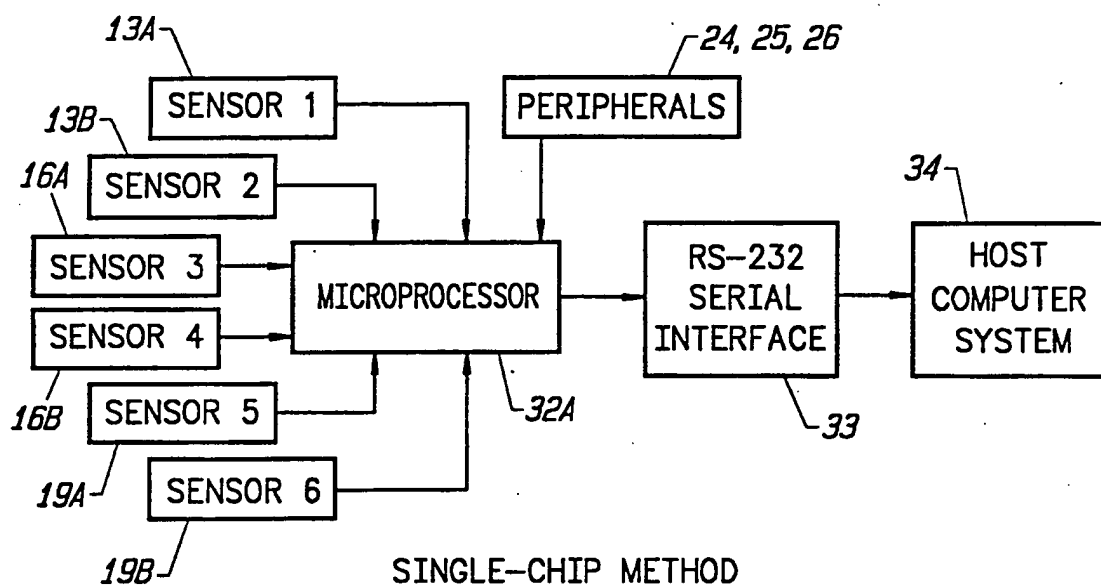 13A
24, 25, 26
SENSOR 1
PERIPHERALS
13B
SENSOR 2
16A
34
SENSOR 3
MICROPROCESSOR
RS-232
SERIAL
INTERFACE
HOST
COMPUTER
SYSTEM
SENSOR 4
16B
SENSOR 5
32A
33
19A
SENSOR 6
19B
SINGLE-CHIP METHOD